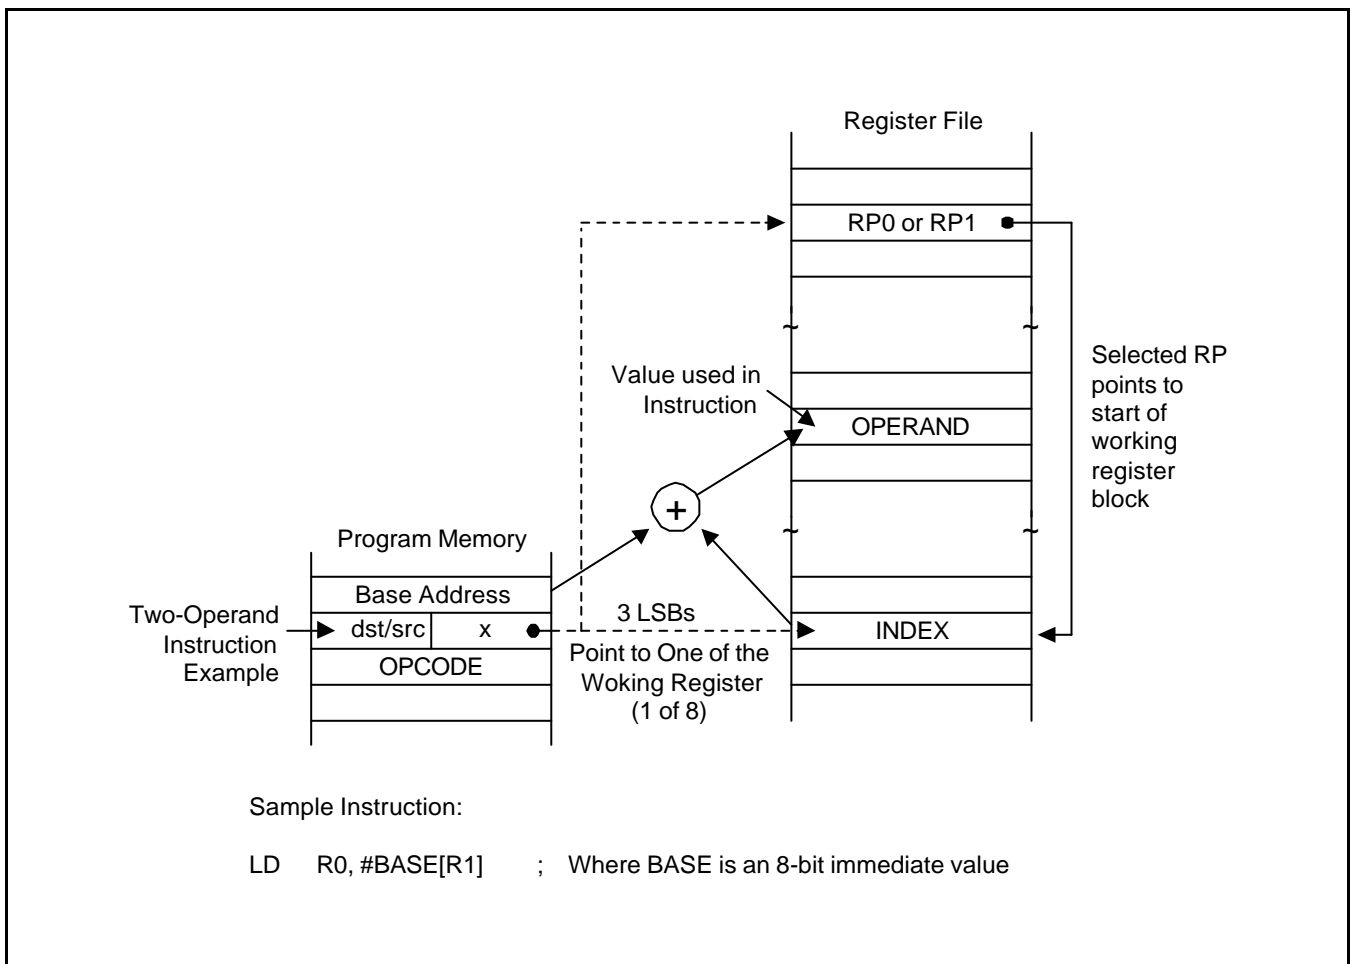 Register File
RP0 or RP1
Selected RP
points to
start of
working
register
block
Value used in
Instruction
OPERAND
+
Program Memory
Base Address
Two-Operand
Instruction
Example
dst/src x
OPCODE
3 LSBs
Point to One of the
Woking Register
(1 of 8)
INDEX
Sample Instruction:
LD R0, #BASE[R1] ; Where BASE is an 8-bit immediate value